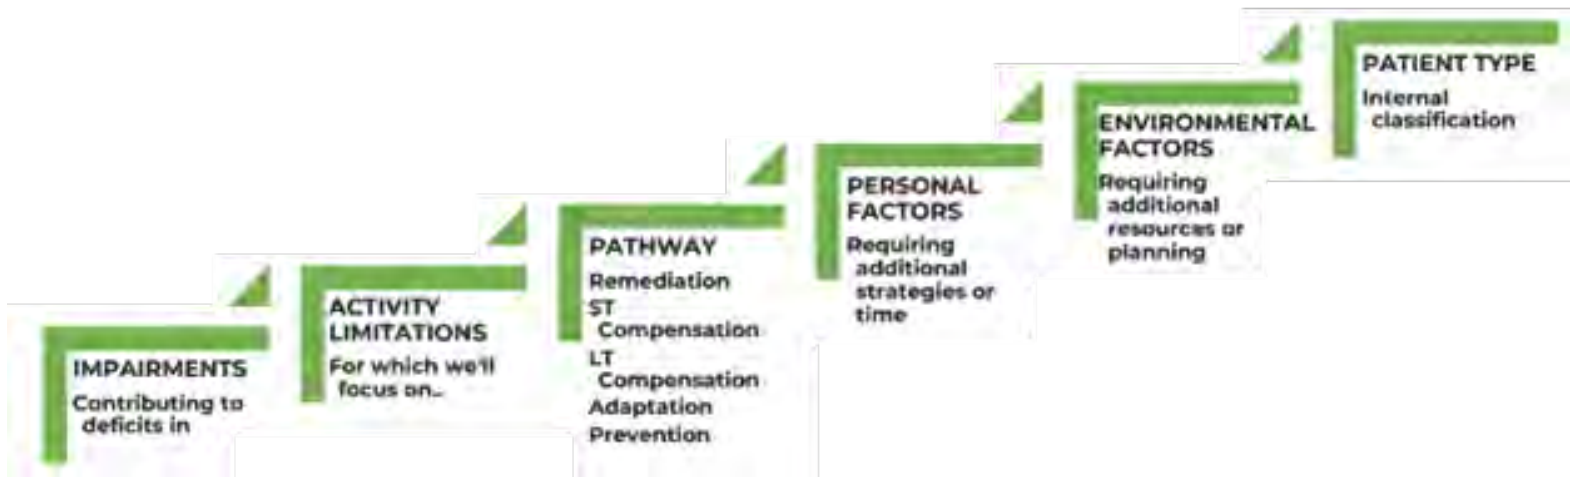 IMPAIRMENTS
Contributing to
deficits in
ACTIVITY
LIMITATIONS
For which we'll
focus on...
PATHWAY
Remediation
ST
Compensation
LT
Compensation
Adaptation
Prevention
PERSONAL
FACTORS
Requiring
additional
strategies or
time
ENVIRONMENTAL
FACTORS
Requiring
additional
resources or
planning
PATIENT TYPE
Internal
classification